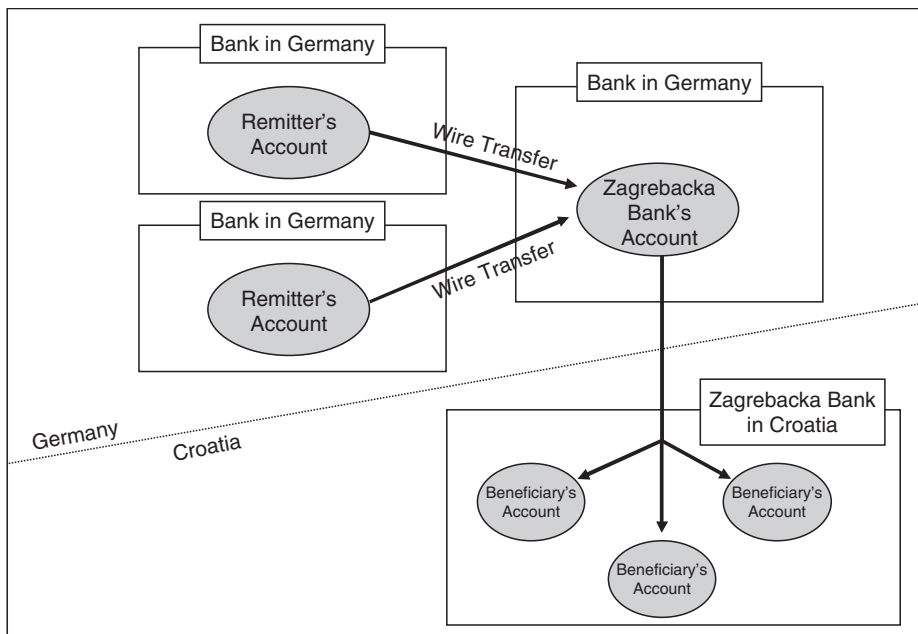 Bank in Germany
Remitter's
Account
Wire Transfer
Bank in Germany
Zagrebacka
Bank's
Account
Bank in Germany
Remitter's
Account
Wire Transfer
Germany
Croatia
Zagrebacka Bank
in Croatia
Beneficiary's
Account
Beneficiary's
Account
Beneficiary's
Account